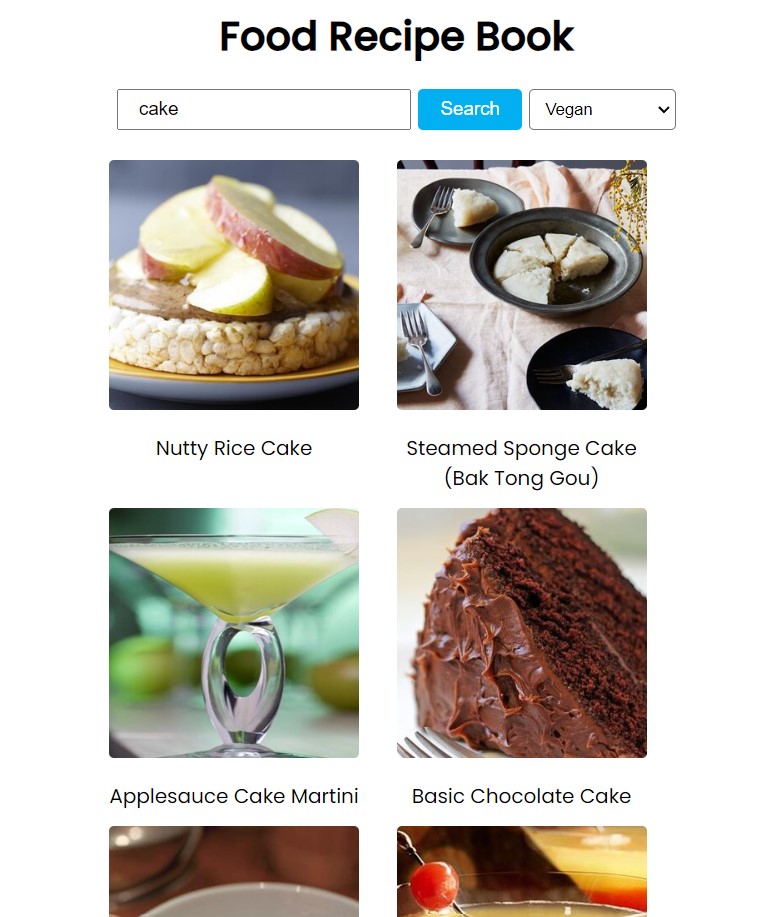 Food Recipe Book
cake
Search
Vegan
Nutty Rice Cake
Steamed Sponge Cake
(Bak Tong Gou)
Applesauce Cake Martini
Basic Chocolate Cake